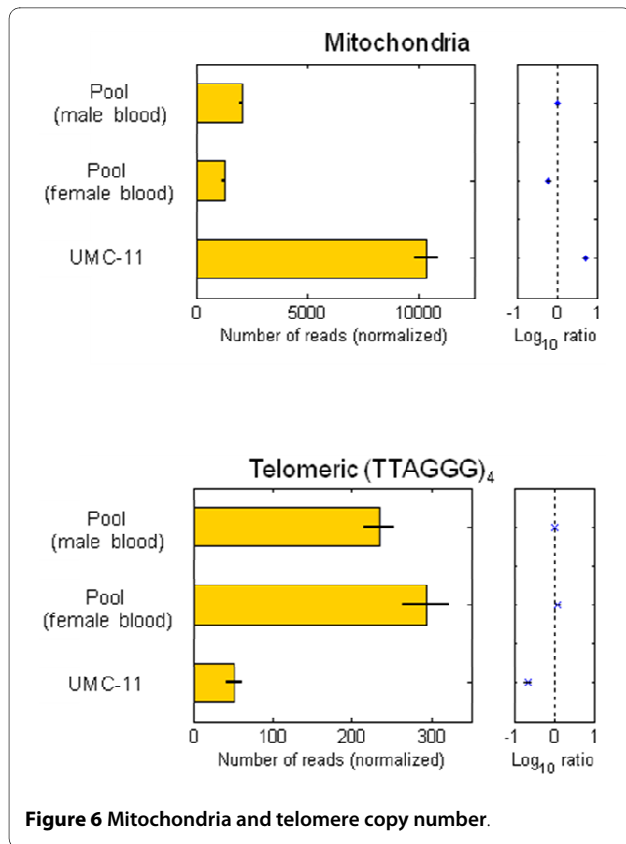 Mitochondria
Pool
(male blood)
Pool
(female blood)
UMC-11
0 5000 10000
Number of reads (normalized)
-1 0 1
Log10 ratio
Telomeric (TTAGGG)4
Pool
(male blood)
Pool
(female blood)
UMC-11
0 100 200 300
Number of reads (normalized)
-1 0 1
Log10 ratio
Figure 6 Mitochondria and telomere copy number.